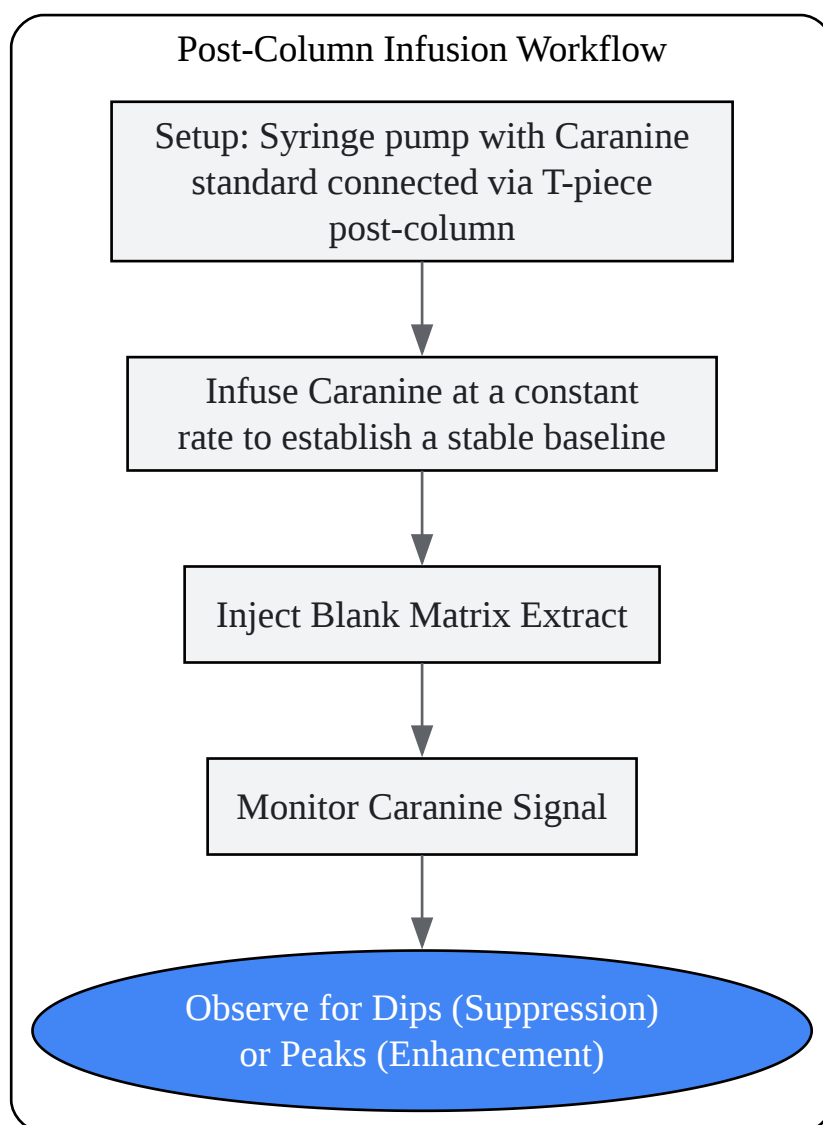 Post-Column Infusion Workflow
Setup: Syringe pump with Caranine
standard connected via T-piece
post-column
Infuse Caranine at a constant
rate to establish a stable baseline
Inject Blank Matrix Extract
Monitor Caranine Signal
Observe for Dips (Suppression)
or Peaks (Enhancement)